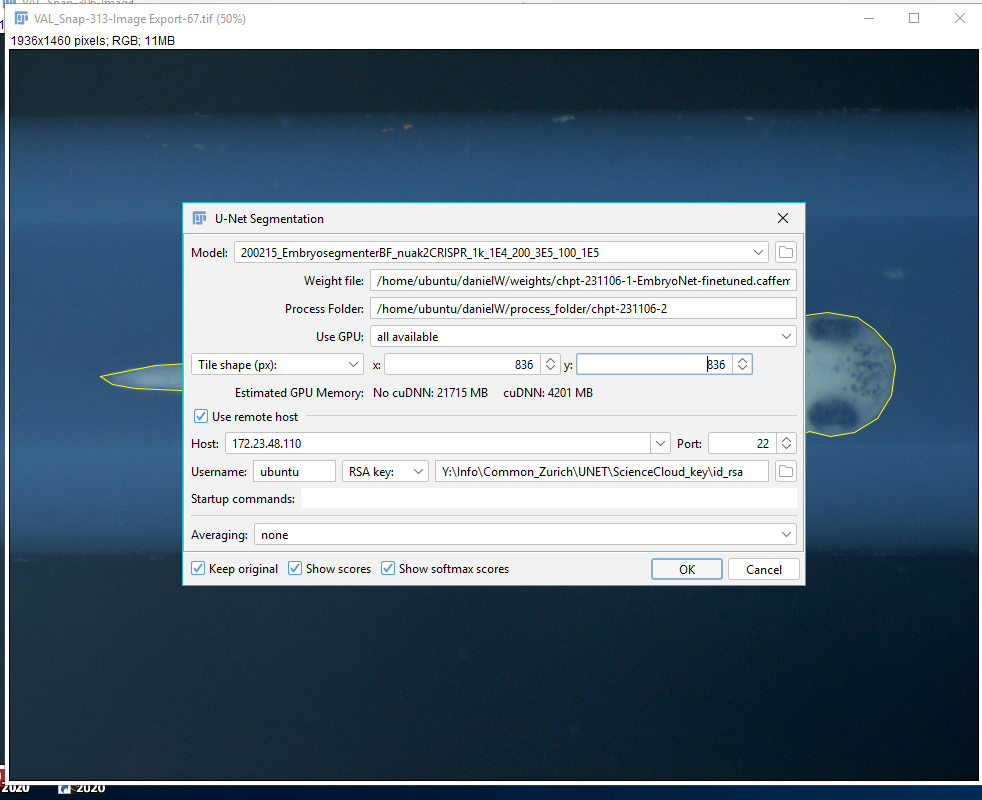 VAL_Snap-313-Image Export-67.tif (50%)
1936x1460 pixels; RGB; 11MB
U-Net Segmentation
Model: 200215_EmbryosegmenterBF_nuak2CRISPR_1k_1E4_200_3E5_100_1E5
Weight file: /home/ubuntu/danielW/weights/chpt-231106-1-EmbryoNet-finetuned.caffem
Process Folder: /home/ubuntu/danielW/process_folder/chpt-231106-2
Use GPU: all available
Tile shape (px): x: 836 y: 836
Estimated GPU Memory: No cuDNN: 21715 MB cuDNN: 4201 MB
Use remote host
Host: 172.23.48.110 Port: 22
Username: ubuntu RSA key: Y:\Info\Common_Zurich\UNET\ScienceCloud_key\id_rsa
Startup commands:
Averaging: none
Keep original Show scores Show softmax scores OK Cancel
2020 2020